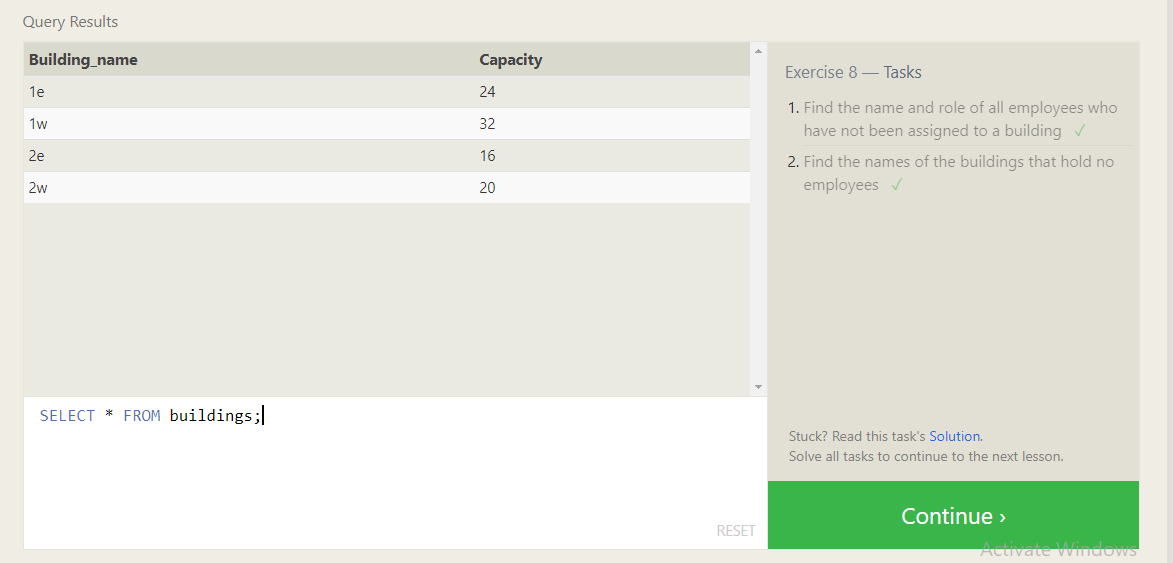 Query Results
Building_name Capacity
1e 24
1w 32
2e 16
2w 20
SELECT * FROM buildings;
RESET
Exercise 8 — Tasks
1. Find the name and role of all employees who
have not been assigned to a building ✓
2. Find the names of the buildings that hold no
employees ✓
Stuck? Read this task's Solution.
Solve all tasks to continue to the next lesson.
Continue ›
Activate Windows